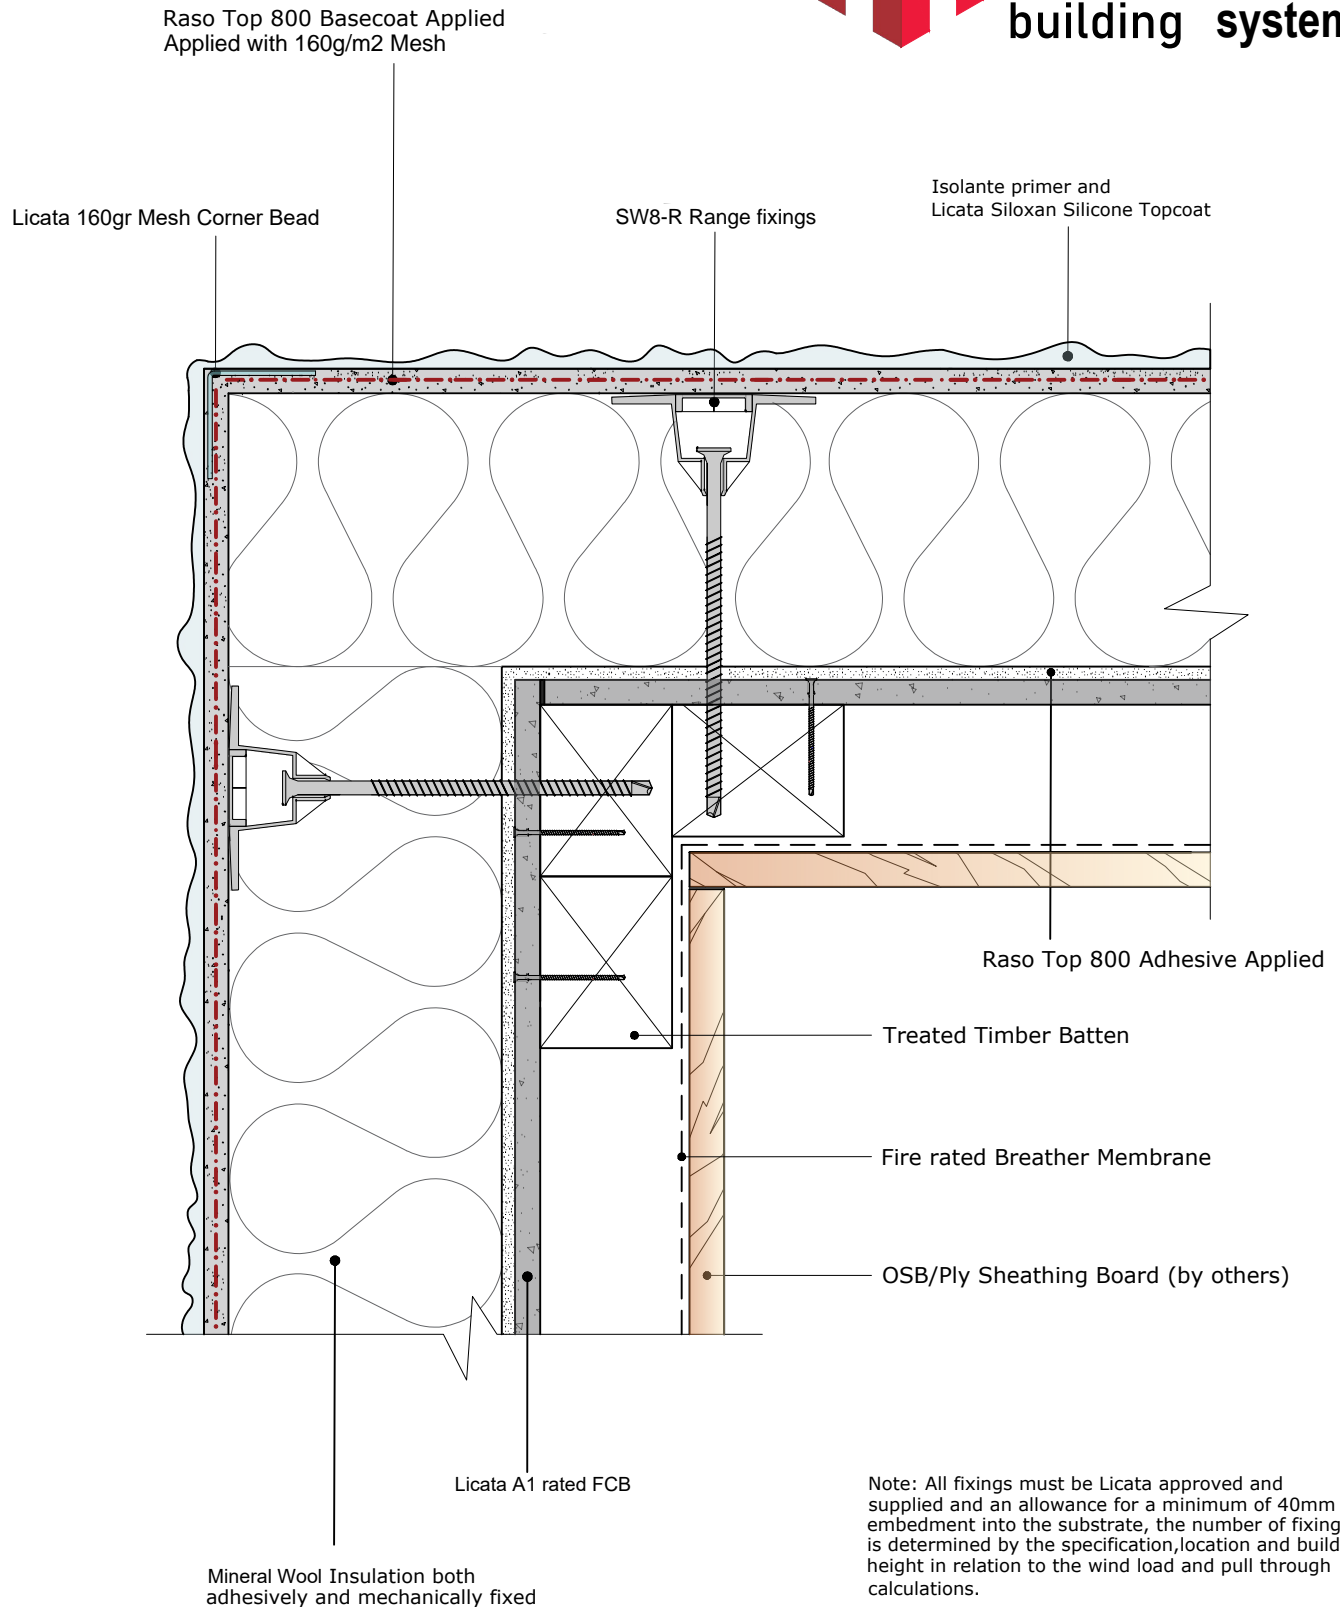 building system
Raso Top 800 Basecoat Applied
Applied with 160g/m2 Mesh
Isolante primer and
Licata Siloxan Silicone Topcoat
Licata 160gr Mesh Corner Bead
SW8-R Range fixings
Raso Top 800 Adhesive Applied
Treated Timber Batten
Fire rated Breather Membrane
OSB/Ply Sheathing Board (by others)
Licata A1 rated FCB
Mineral Wool Insulation both
adhesively and mechanically fixed
Note: All fixings must be Licata approved and
supplied and an allowance for a minimum of 40mm
embedment into the substrate, the number of fixing
is determined by the specification,location and build
height in relation to the wind load and pull through
calculations.